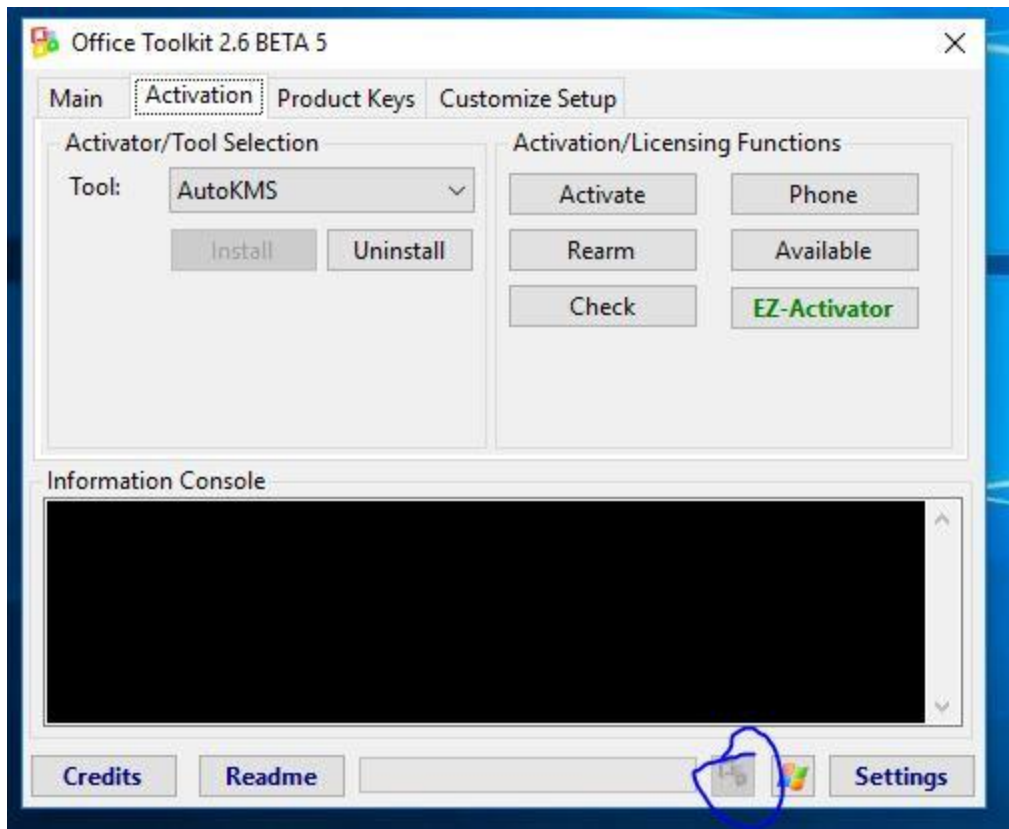 Office Toolkit 2.6 BETA 5
Main Activation Product Keys Customize Setup
Activator/Tool Selection
Tool: AutoKMS
Install Uninstall
Activation/Licensing Functions
Activate Phone
Rearm Available
Check EZ-Activator
Information Console
Credits Readme Settings